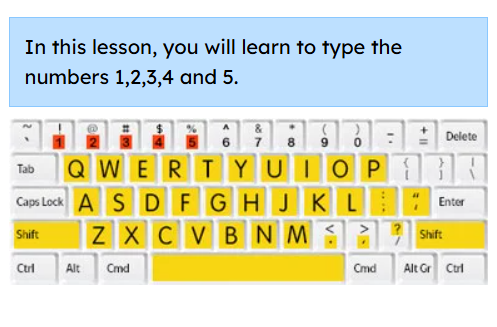 In this lesson, you will learn to type the
numbers 1,2,3,4 and 5.
~ ! @ # $ % ^ & * ( ) - + Delete
` 1 2 3 4 5 6 7 8 9 0 =
Tab Q W E R T Y U I O P { } |
[ ] \
Caps Lock A S D F G H J K L : " Enter
; '
Shift Z X C V B N M < > ? Shift
, . /
Ctrl Alt Cmd Cmd Alt Gr Ctrl